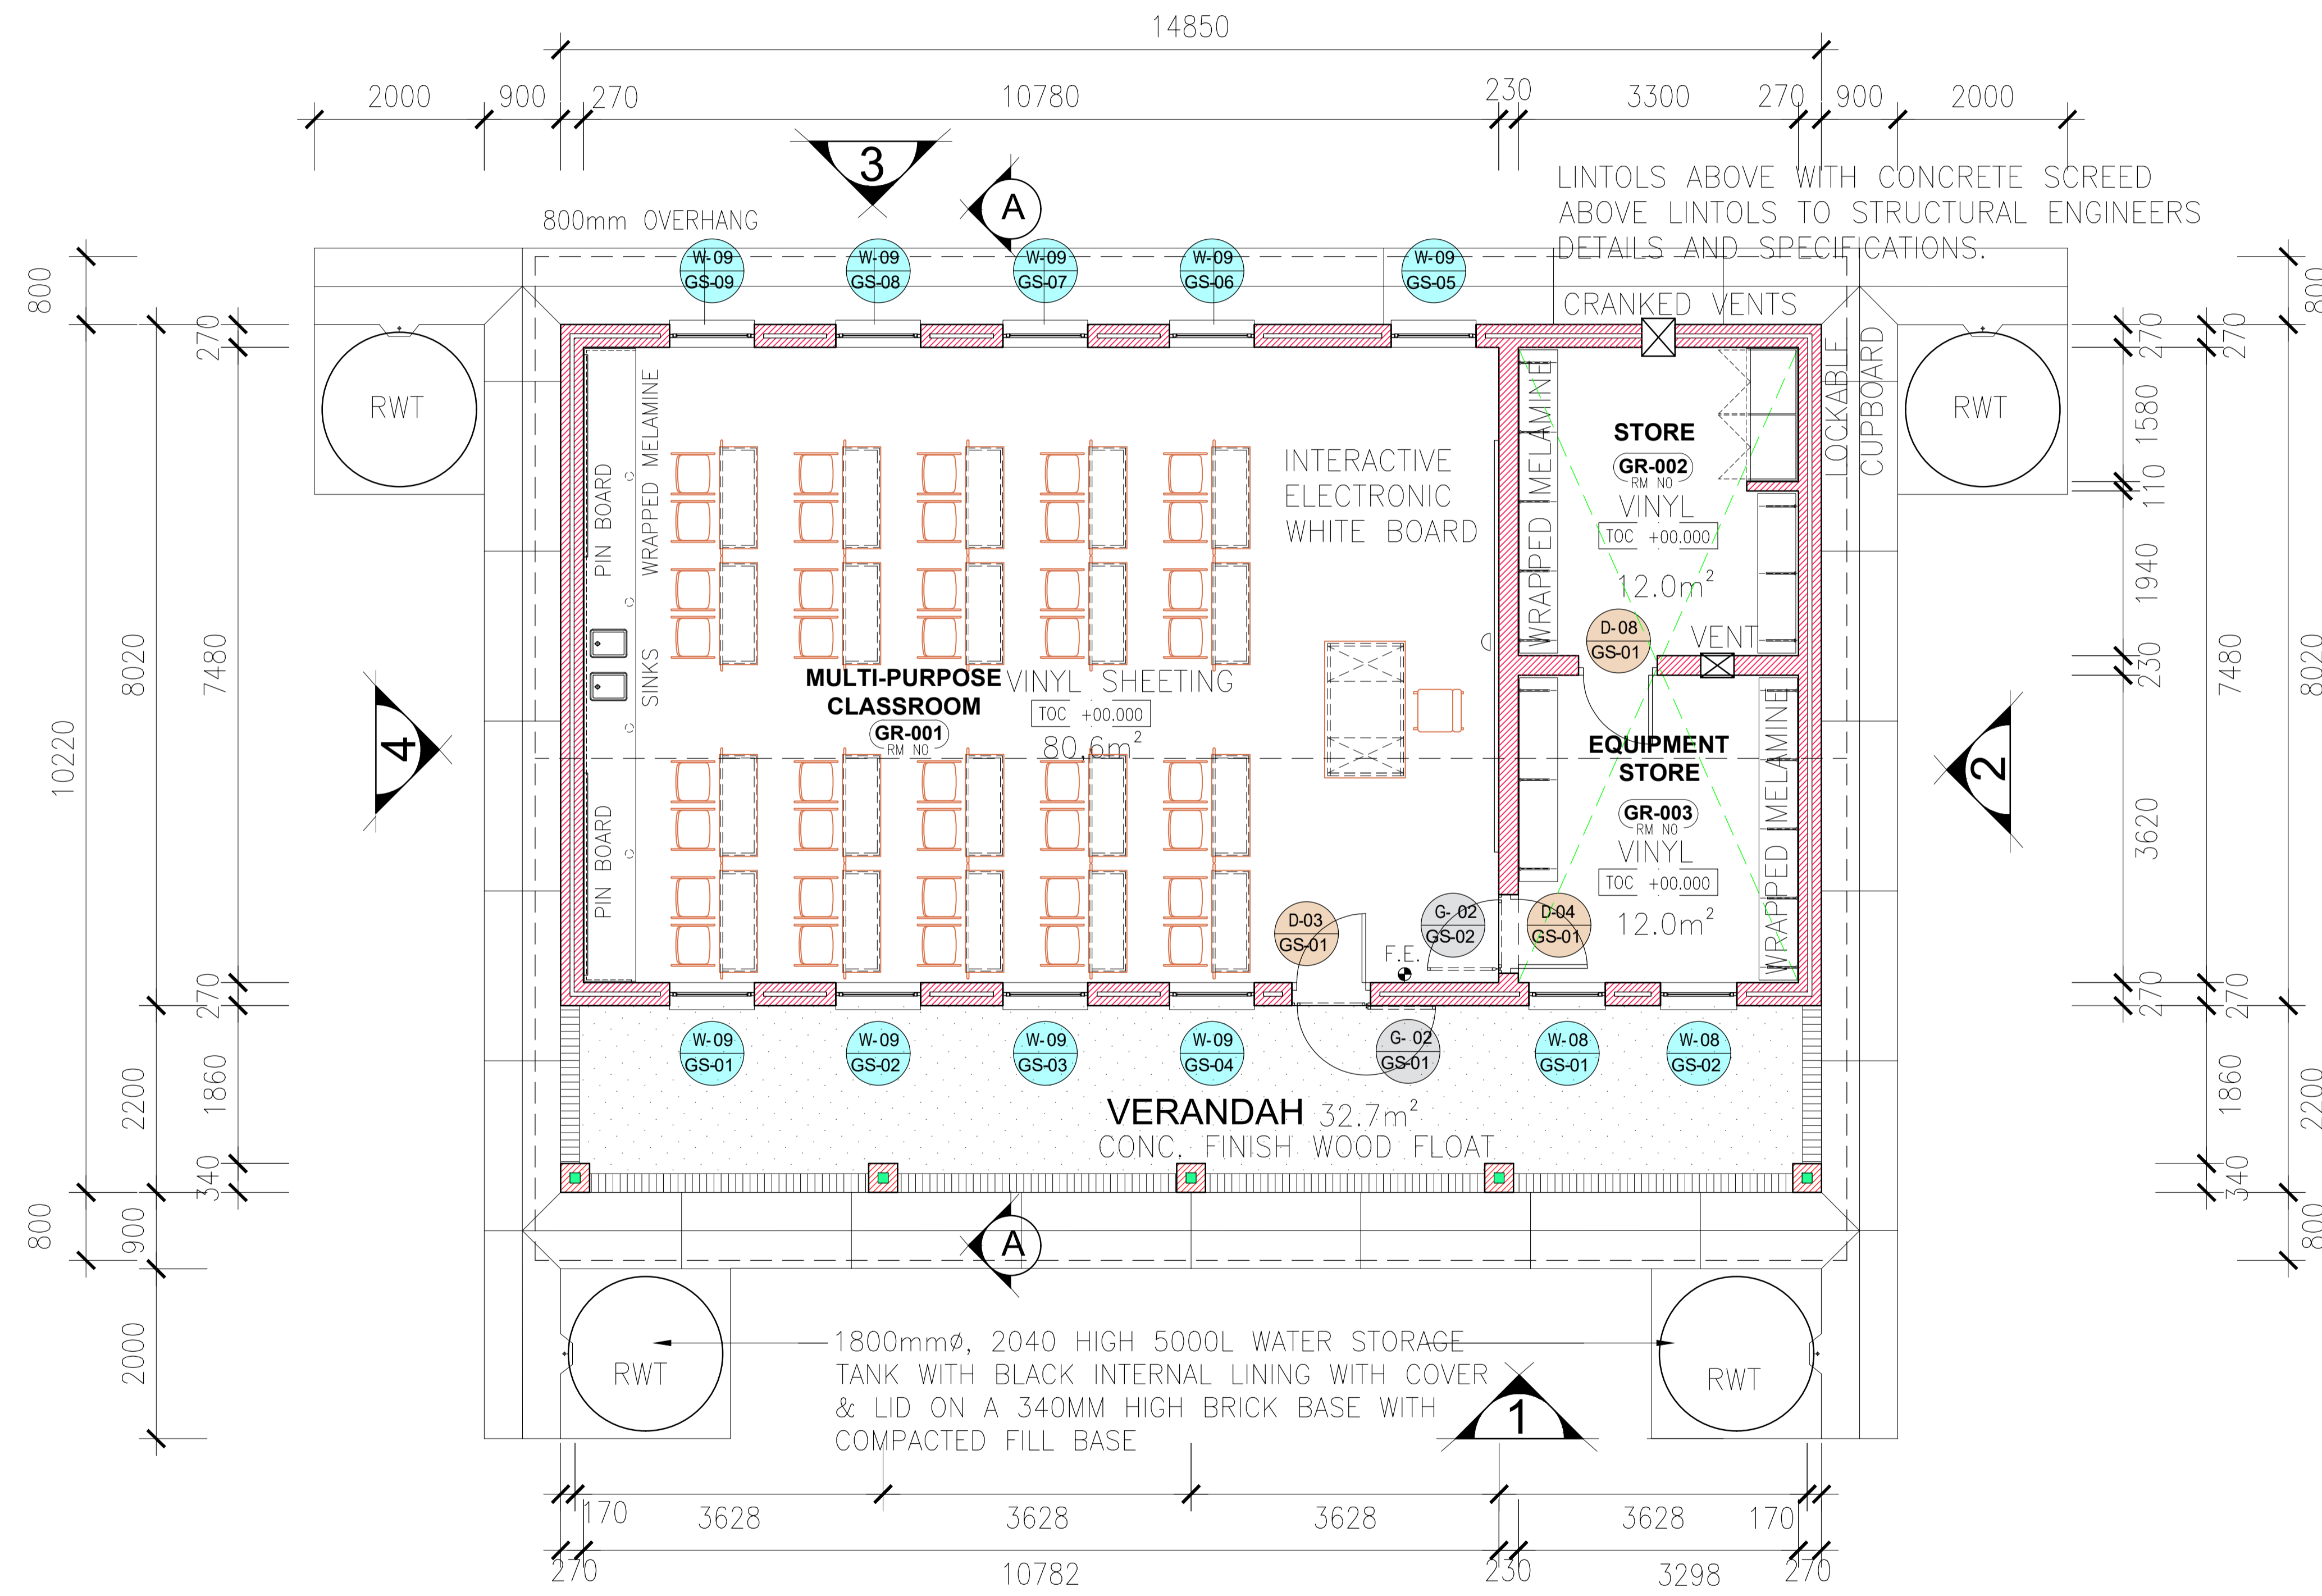 14850
2000 900 270 10780 230 3300 270 900 2000
3
A
LINTOLS ABOVE WITH CONCRETE SCREED
ABOVE LINTOLS TO STRUCTURAL ENGINEERS
DETAILS AND SPECIFICATIONS.
800mm OVERHANG
W-09
GS-09
W-09
GS-08
W-09
GS-07
W-09
GS-06
W-09
GS-05
CRANKED VENTS
LOCKABLE
CUPBOARD
RWT
RWT
PIN BOARD
WRAPPED MELAMINE
SINKS
PIN BOARD
INTERACTIVE
ELECTRONIC
WHITE BOARD
WRAPPED MELAMINE
STORE
GR-002
RM NO
VINYL
TOC +00.000
12.0m²
D-08
GS-01
VENT
MULTI-PURPOSE
CLASSROOM
GR-001
RM NO
VINYL SHEETING
TOC +00.000
80,6m²
EQUIPMENT
STORE
GR-003
RM NO
VINYL
TOC +00.000
12.0m²
WRAPPED MELAMINE
4
2
D-03
GS-01
F.E.
G-02
GS-02
D-04
GS-01
W-09
GS-01
W-09
GS-02
W-09
GS-03
W-09
GS-04
G-02
GS-01
W-08
GS-01
W-08
GS-02
VERANDAH 32.7m²
CONC. FINISH WOOD FLOAT
A
RWT
RWT
1800mmø, 2040 HIGH 5000L WATER STORAGE
TANK WITH BLACK INTERNAL LINING WITH COVER
& LID ON A 340MM HIGH BRICK BASE WITH
COMPACTED FILL BASE
1
800
10220
800
8020
2200
900
2000
270
7480
270
1860
340
270
1580
110
1940
230
3620
270
270
7480
270
1860
340
800
8020
2200
800
170 3628 3628 3628 3628 170
270 10782 230 3298 270